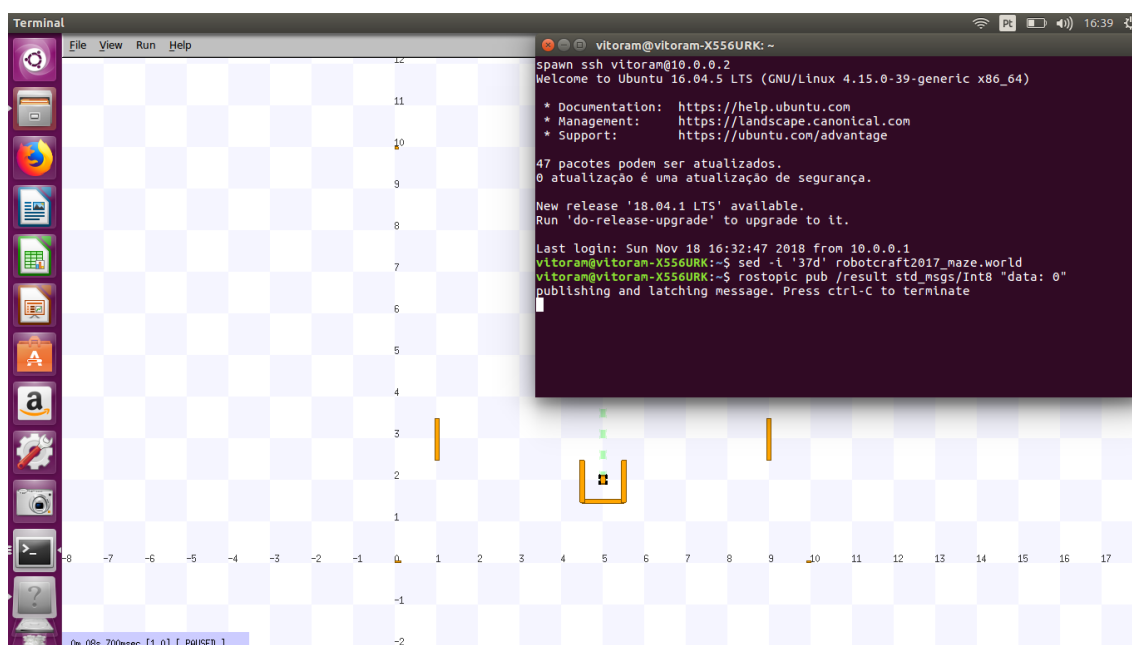 Terminal
Pt
16:39
File View Run Help
vitoram@vitoram-X556URK: ~
spawn ssh vitoram@10.0.0.2
Welcome to Ubuntu 16.04.5 LTS (GNU/Linux 4.15.0-39-generic x86_64)
* Documentation: https://help.ubuntu.com
* Management: https://landscape.canonical.com
* Support: https://ubuntu.com/advantage
47 pacotes podem ser atualizados.
0 atualização é uma atualização de segurança.
New release '18.04.1 LTS' available.
Run 'do-release-upgrade' to upgrade to it.
Last login: Sun Nov 18 16:32:47 2018 from 10.0.0.1
vitoram@vitoram-X556URK:~$ sed -i '37d' robotcraft2017_maze.world
vitoram@vitoram-X556URK:~$ rostopic pub /result std_msgs/Int8 "data: 0"
publishing and latching message. Press ctrl-C to terminate
12
11
10
9
8
7
6
5
4
3
2
1
-8 -7 -6 -5 -4 -3 -2 -1 0 1 2 3 4 5 6 7 8 9 10 11 12 13 14 15 16 17
-1
-2
a
0m 08s 700msec [1.0] [ PAUSED ]